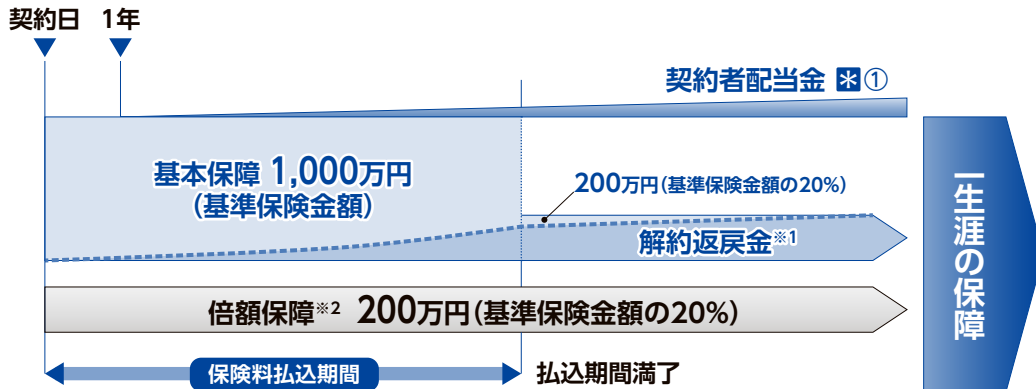 契約日 1年
契約者配当金 *①
基本保障 1,000万円
(基準保険金額)
200万円(基準保険金額の20%)
解約返戻金※1
一生涯の保障
倍額保障※2 200万円(基準保険金額の20%)
保険料払込期間
払込期間満了